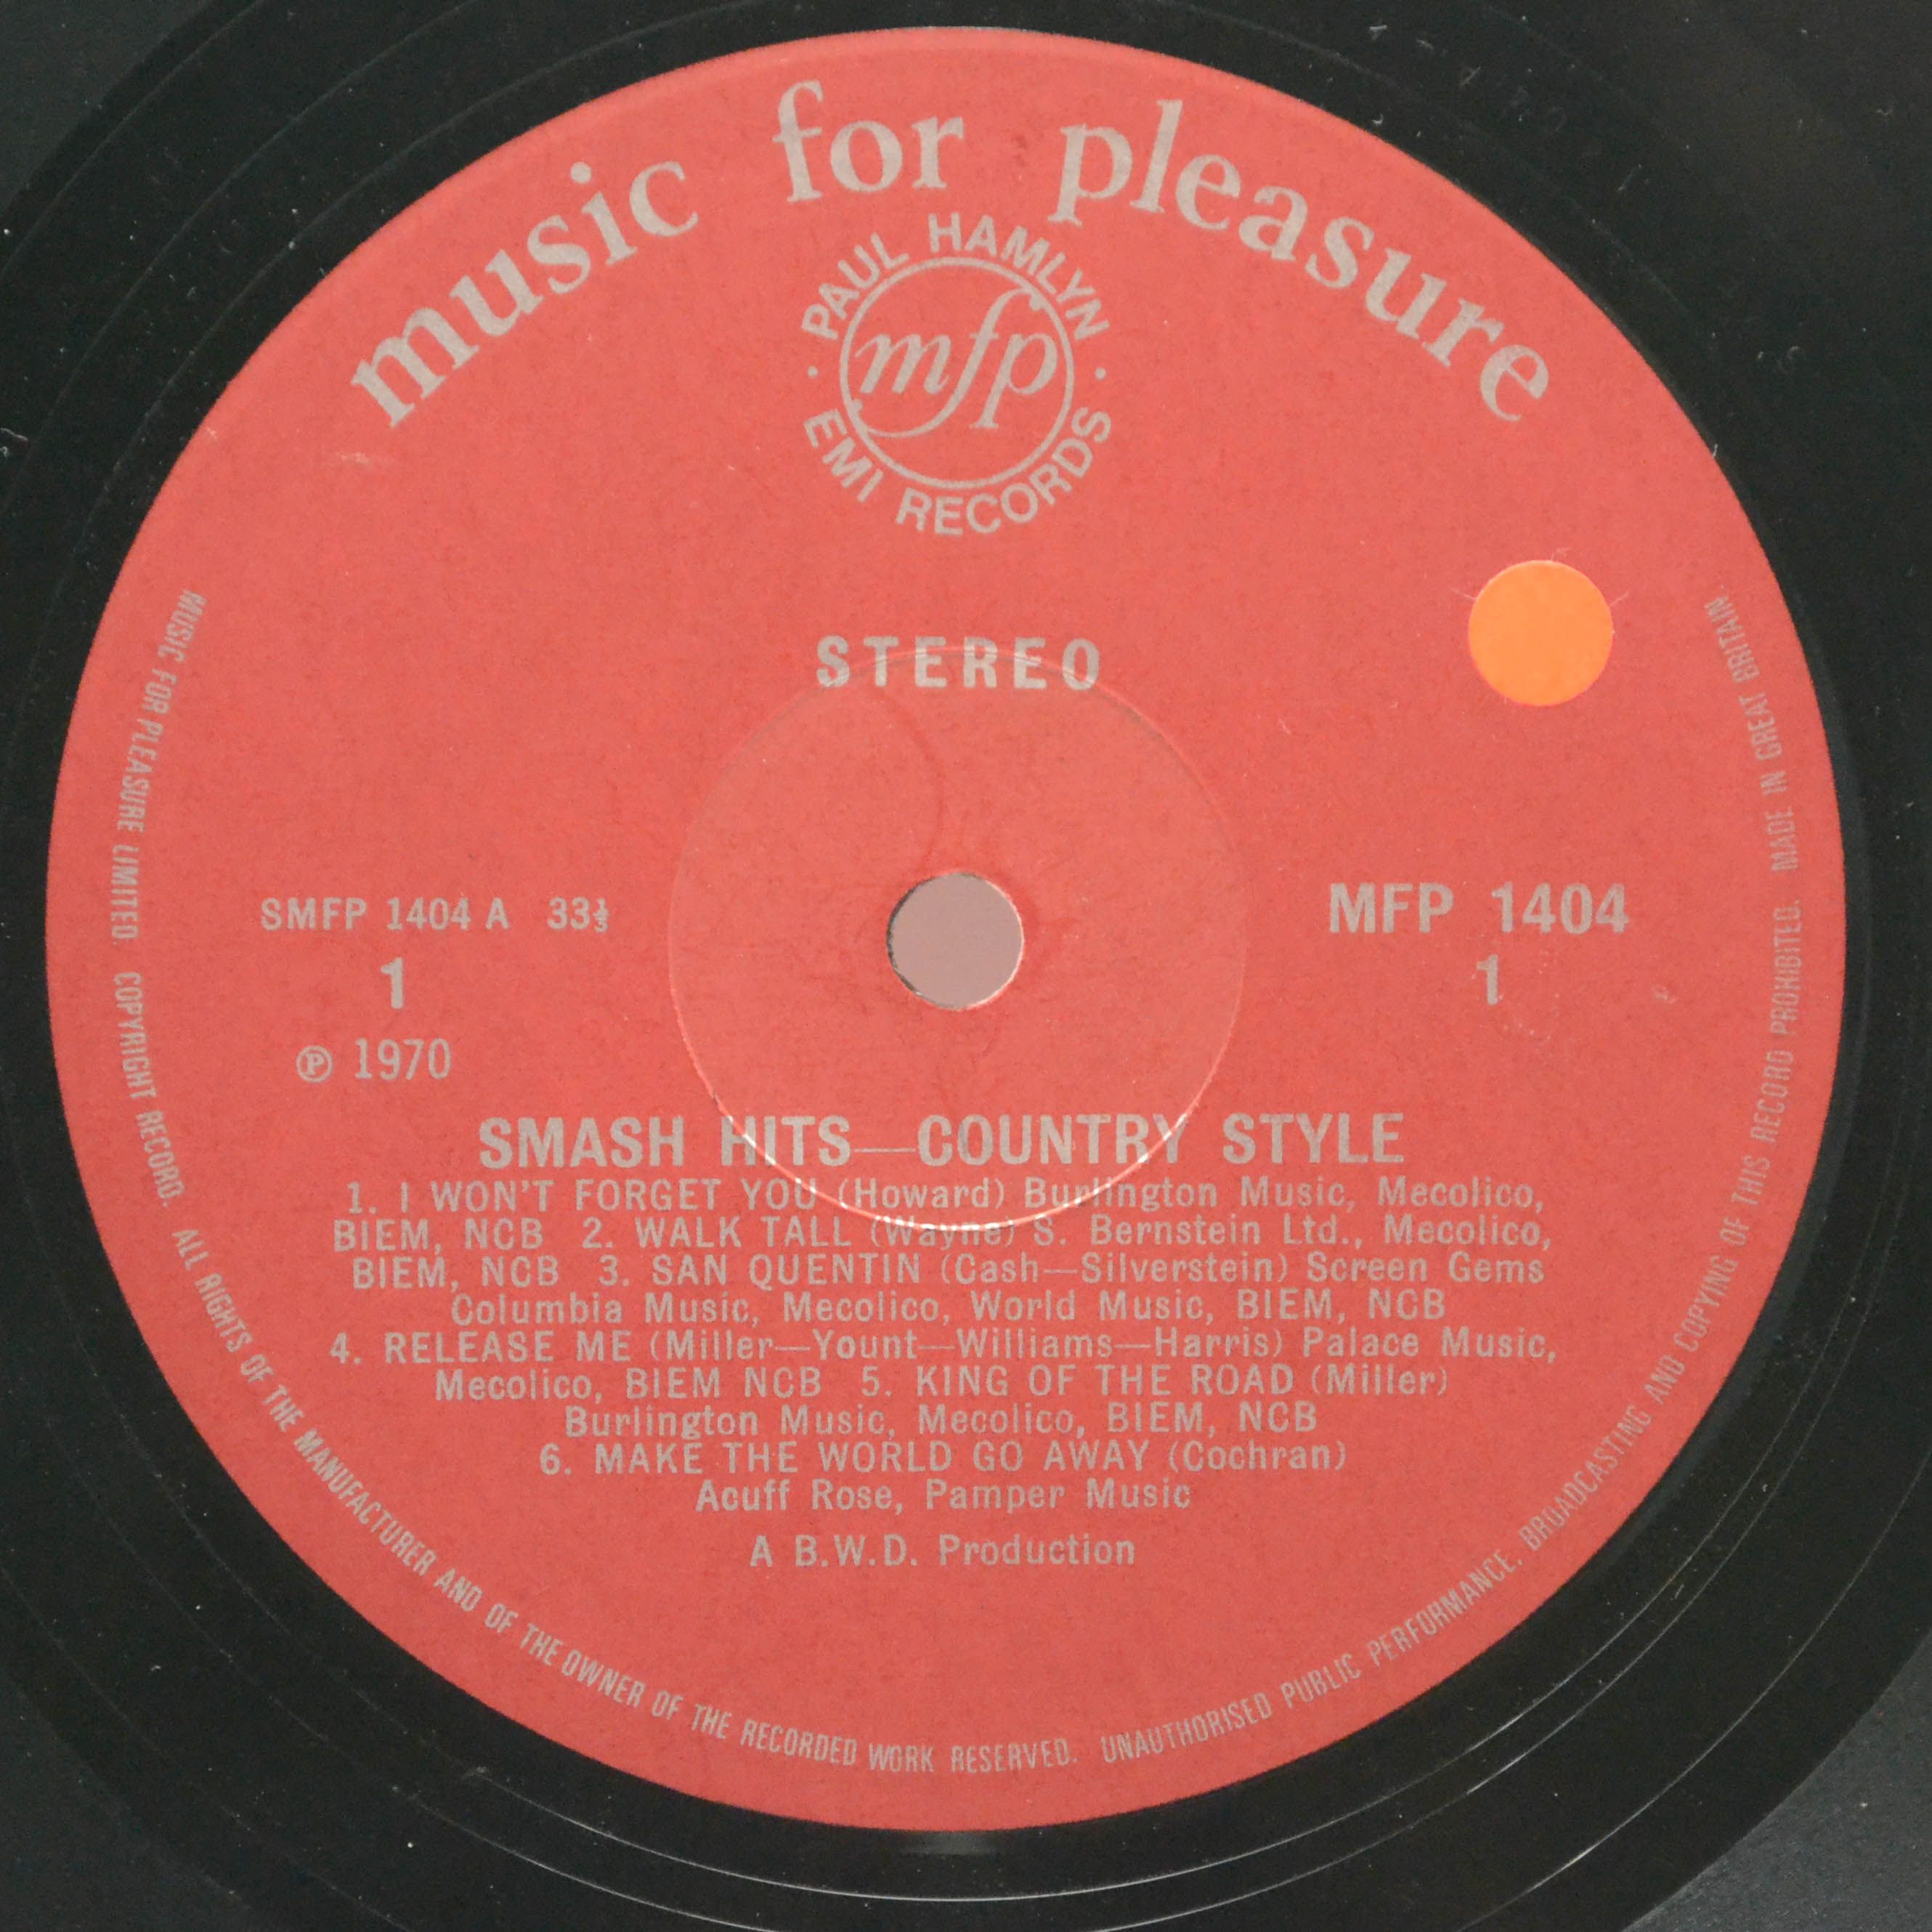 music for pleasure
PAUL HAMLYN
mfp
EMI RECORDS
STEREO
SMFP 1404 A 33⅓
1
℗ 1970
MFP 1404
1
SMASH HITS—COUNTRY STYLE
1. I WON'T FORGET YOU (Howard) Burlington Music, Mecolico,
BIEM, NCB 2. WALK TALL (Wayne) S. Bernstein Ltd., Mecolico,
BIEM, NCB 3. SAN QUENTIN (Cash—Silverstein) Screen Gems
Columbia Music, Mecolico, World Music, BIEM, NCB
4. RELEASE ME (Miller—Yount—Williams—Harris) Palace Music,
Mecolico, BIEM NCB 5. KING OF THE ROAD (Miller)
Burlington Music, Mecolico, BIEM, NCB
6. MAKE THE WORLD GO AWAY (Cochran)
Acuff Rose, Pamper Music
A B.W.D. Production
MUSIC FOR PLEASURE LIMITED. COPYRIGHT RECORD. ALL RIGHTS OF THE MANUFACTURER AND OF THE OWNER OF THE RECORDED WORK RESERVED. UNAUTHORISED PUBLIC PERFORMANCE, BROADCASTING AND COPYING OF THIS RECORD PROHIBITED. MADE IN GREAT BRITAIN